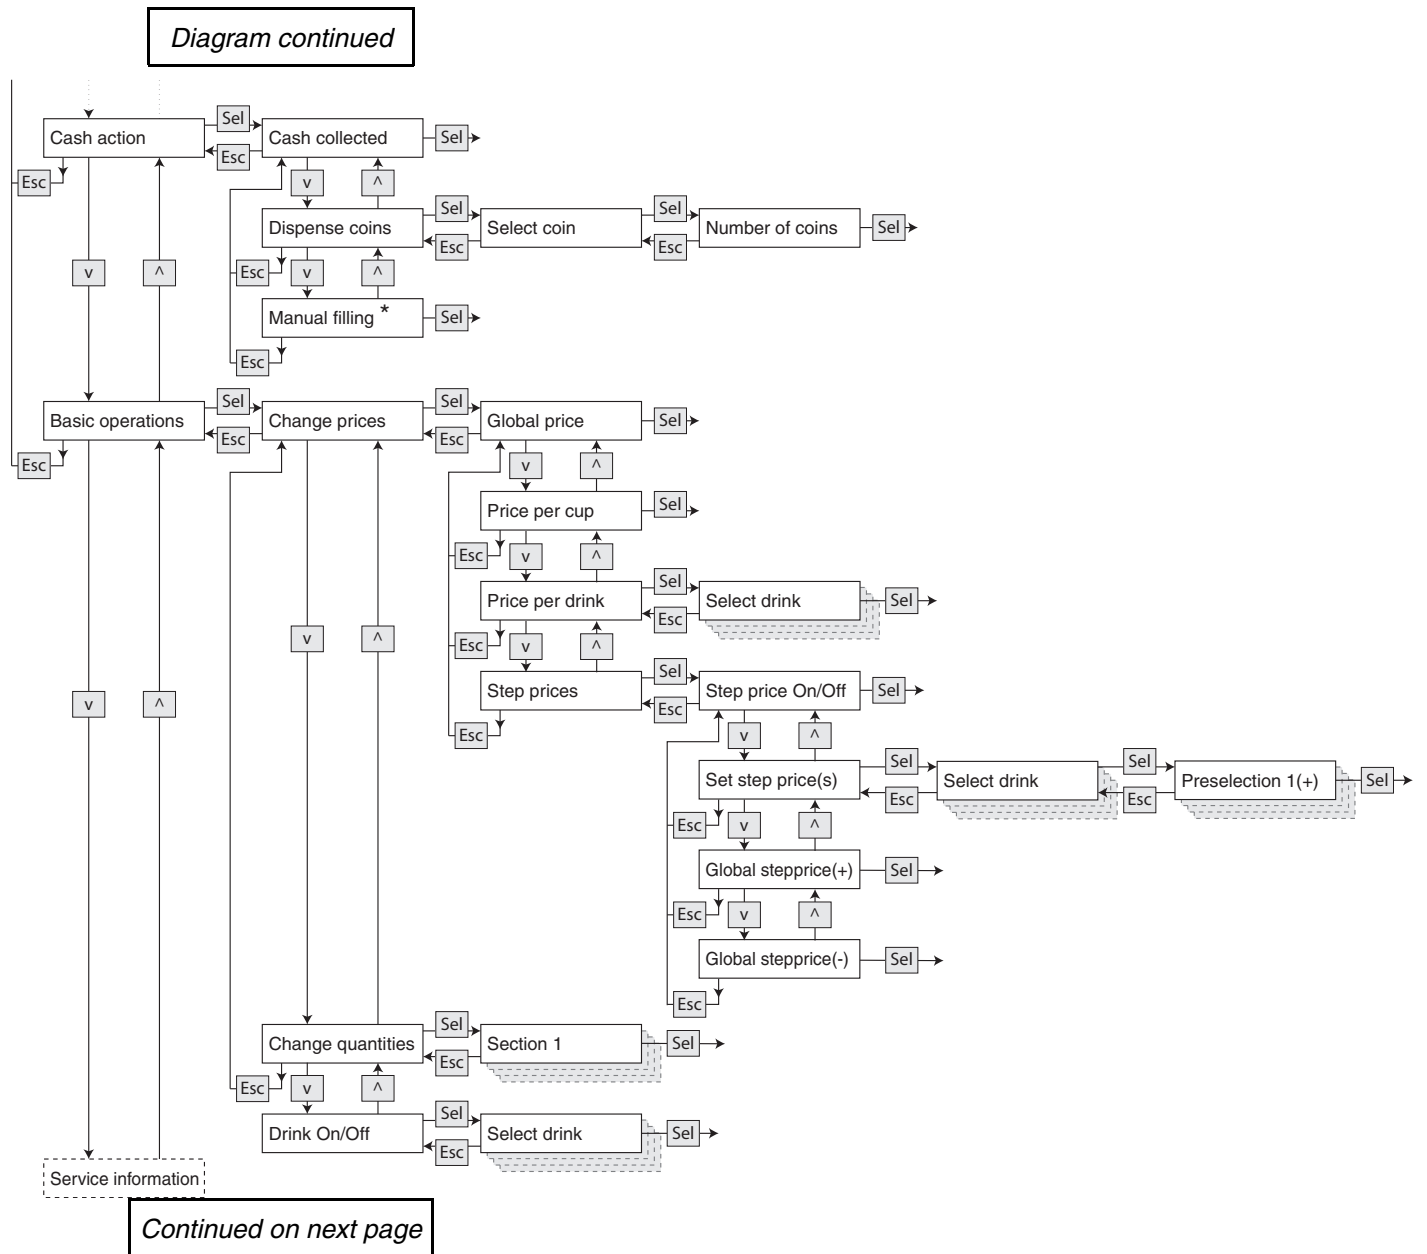 Diagram continued
Sel
Cash action
Cash collected
Sel
Esc
Esc
v
^
Sel
Sel
Dispense coins
Select coin
Number of coins
Sel
Esc
Esc
v
^
Esc
v
^
Manual filling *
Sel
Esc
Sel
Sel
Basic operations
Change prices
Global price
Sel
Esc
Esc
Esc
v
^
Price per cup
Sel
Esc
v
^
Sel
Price per drink
Select drink
Sel
Esc
v
^
Esc
v
^
Sel
Step prices
Step price On/Off
Sel
v
^
Esc
Esc
v
^
Sel
Sel
Set step price(s)
Select drink
Preselection 1(+)
Sel
Esc
Esc
Esc
v
^
Global stepprice(+)
Sel
Esc
v
^
Global stepprice(-)
Sel
Esc
Sel
Change quantities
Section 1
Sel
Esc
Esc
v
^
Sel
Drink On/Off
Select drink
Sel
Esc
Service information
Continued on next page